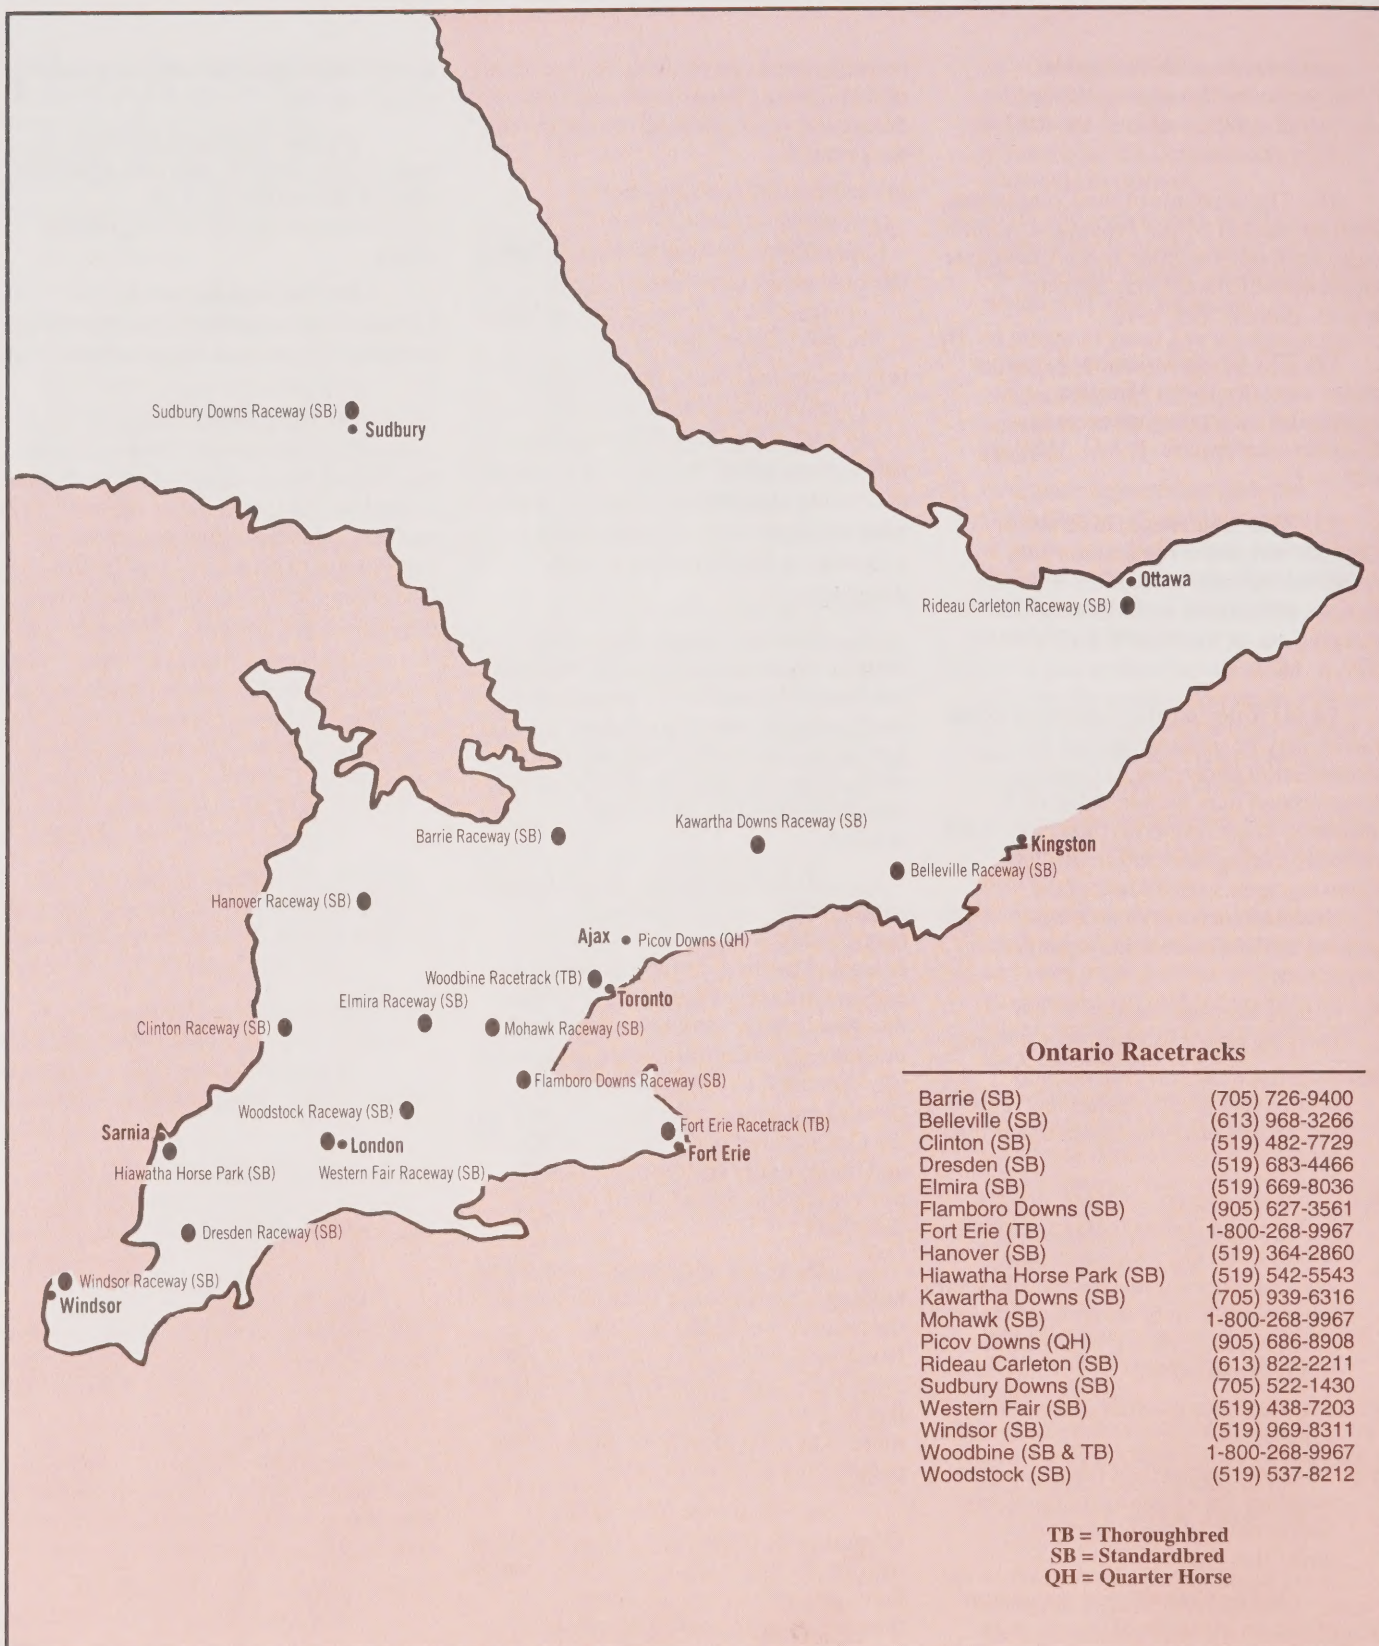 Sudbury Downs Raceway (SB)
Sudbury
Ottawa
Rideau Carleton Raceway (SB)
Kawartha Downs Raceway (SB)
Barrie Raceway (SB)
Kingston
Belleville Raceway (SB)
Hanover Raceway (SB)
Ajax
Picov Downs (QH)
Woodbine Racetrack (TB)
Toronto
Elmira Raceway (SB)
Clinton Raceway (SB)
Mohawk Raceway (SB)
Flamboro Downs Raceway (SB)
Woodstock Raceway (SB)
Fort Erie Racetrack (TB)
Sarnia
London
Fort Erie
Hiawatha Horse Park (SB)
Western Fair Raceway (SB)
Dresden Raceway (SB)
Windsor Raceway (SB)
Windsor
Ontario Racetracks
Barrie (SB) (705) 726-9400
Belleville (SB) (613) 968-3266
Clinton (SB) (519) 482-7729
Dresden (SB) (519) 683-4466
Elmira (SB) (519) 669-8036
Flamboro Downs (SB) (905) 627-3561
Fort Erie (TB) 1-800-268-9967
Hanover (SB) (519) 364-2860
Hiawatha Horse Park (SB) (519) 542-5543
Kawartha Downs (SB) (705) 939-6316
Mohawk (SB) 1-800-268-9967
Picov Downs (QH) (905) 686-8908
Rideau Carleton (SB) (613) 822-2211
Sudbury Downs (SB) (705) 522-1430
Western Fair (SB) (519) 438-7203
Windsor (SB) (519) 969-8311
Woodbine (SB & TB) 1-800-268-9967
Woodstock (SB) (519) 537-8212
TB = Thoroughbred
SB = Standardbred
QH = Quarter Horse